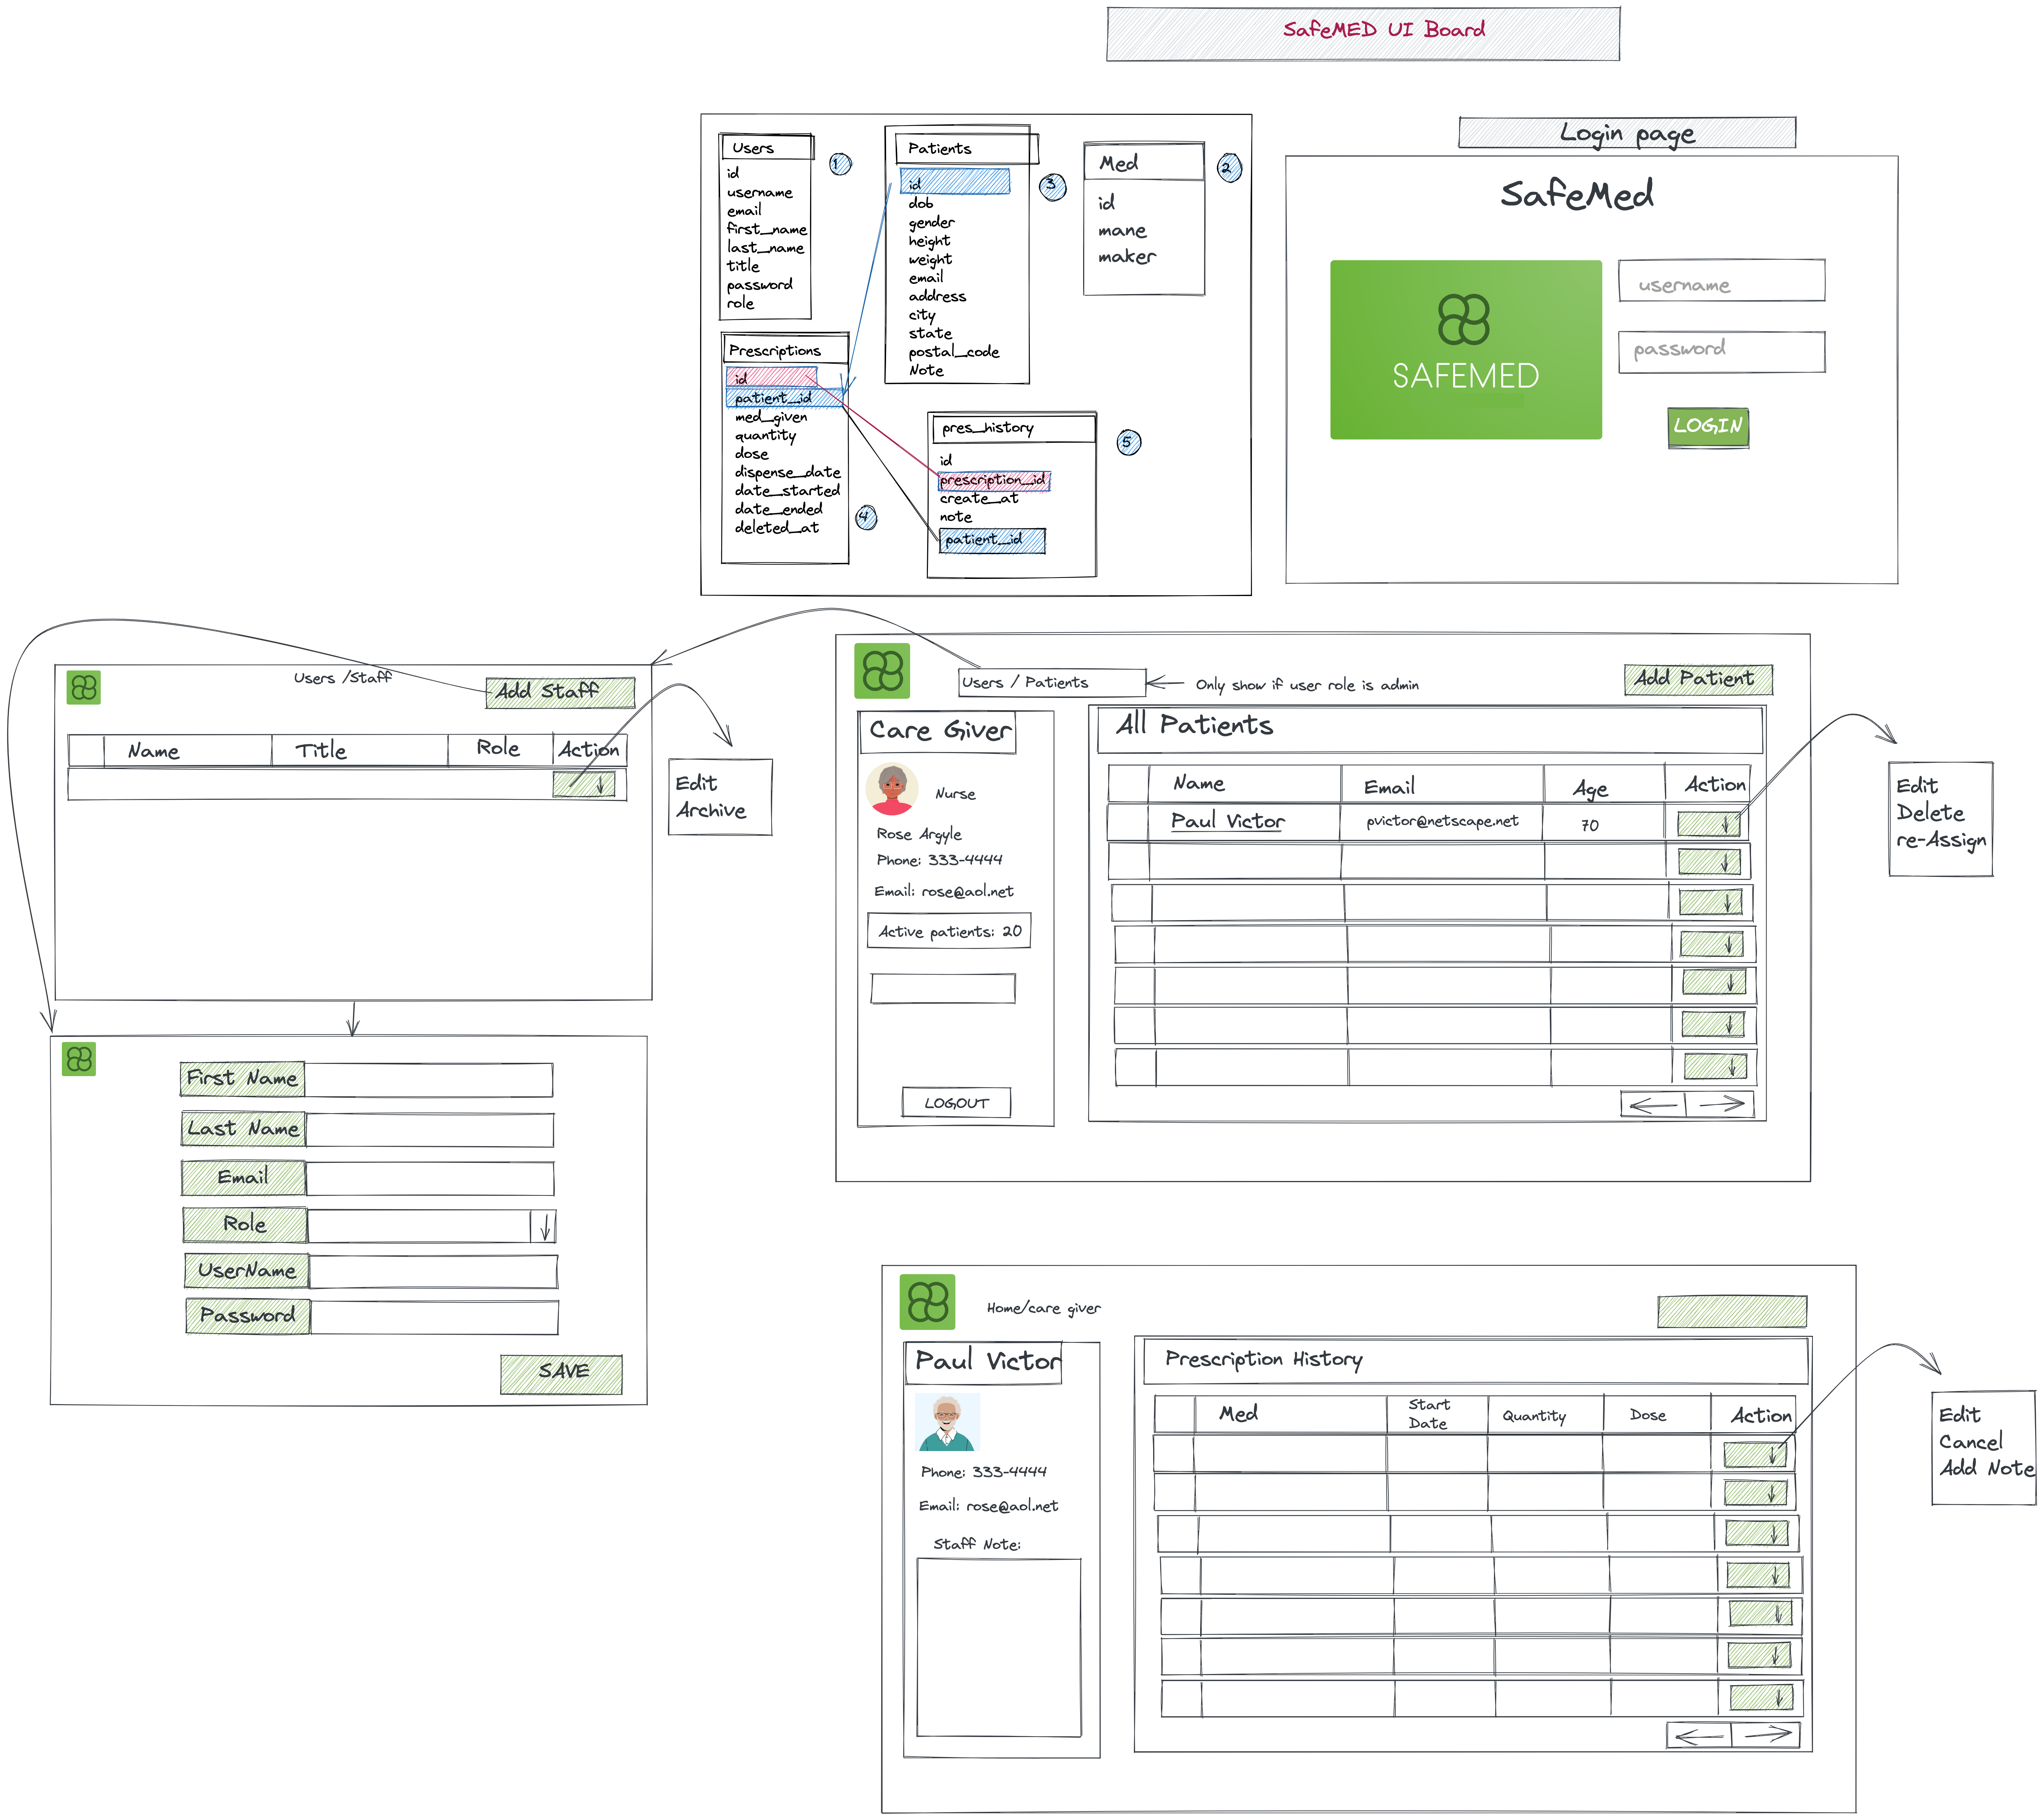 SafeMED UI Board
Users
id
username
email
first_name
last_name
title
password
role
1
Patients
id
dob
gender
height
weight
email
address
city
state
postal_code
Note
3
Med
id
mane
maker
2
Prescriptions
id
patient_id
med_given
quantity
dose
dispense_date
date_started
date_ended
deleted_at
4
pres_history
id
prescription_id
create_at
note
patient_id
5
Login page
SafeMed
SAFEMED
username
password
LOGIN
Users /Staff
Add Staff
Name Title Role Action
Edit
Archive
First Name
Last Name
Email
Role
UserName
Password
SAVE
Users / Patients
Only show if user role is admin
Add Patient
Care Giver
Nurse
Rose Argyle
Phone: 333-4444
Email: rose@aol.net
Active patients: 20
LOGOUT
All Patients
Name Email Age Action
Paul Victor pvictor@netscape.net 70
Edit
Delete
re-Assign
Home/care giver
Paul Victor
Phone: 333-4444
Email: rose@aol.net
Staff Note:
Prescription History
Med Start Date Quantity Dose Action
Edit
Cancel
Add Note